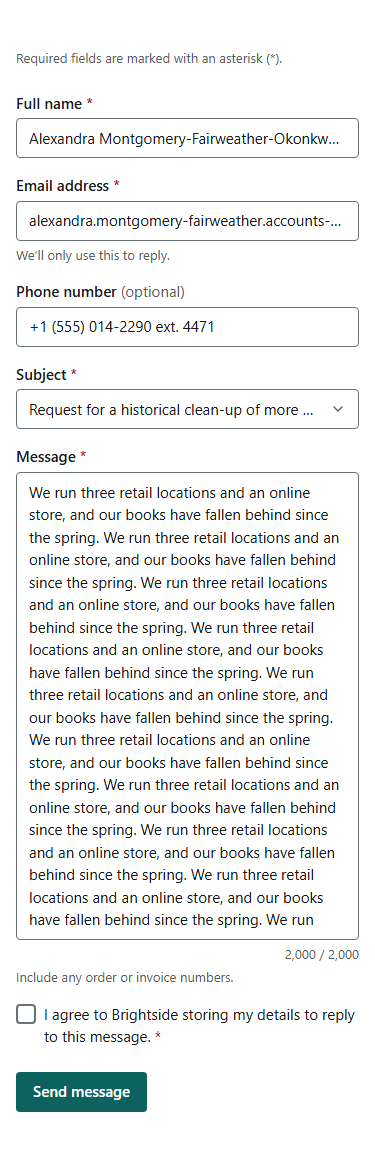 Required fields are marked with an asterisk (*).
Full name *
Alexandra Montgomery-Fairweather-Okonkw...
Email address *
alexandra.montgomery-fairweather.accounts-...
We'll only use this to reply.
Phone number (optional)
+1 (555) 014-2290 ext. 4471
Subject *
Request for a historical clean-up of more ...
Message *
We run three retail locations and an online
store, and our books have fallen behind since
the spring. We run three retail locations and an
online store, and our books have fallen behind
since the spring. We run three retail locations
and an online store, and our books have fallen
behind since the spring. We run three retail
locations and an online store, and our books
have fallen behind since the spring. We run
three retail locations and an online store, and
our books have fallen behind since the spring.
We run three retail locations and an online
store, and our books have fallen behind since
the spring. We run three retail locations and an
online store, and our books have fallen behind
since the spring. We run three retail locations
and an online store, and our books have fallen
behind since the spring. We run three retail
locations and an online store, and our books
have fallen behind since the spring. We run
2,000 / 2,000
Include any order or invoice numbers.
I agree to Brightside storing my details to reply
to this message. *
Send message